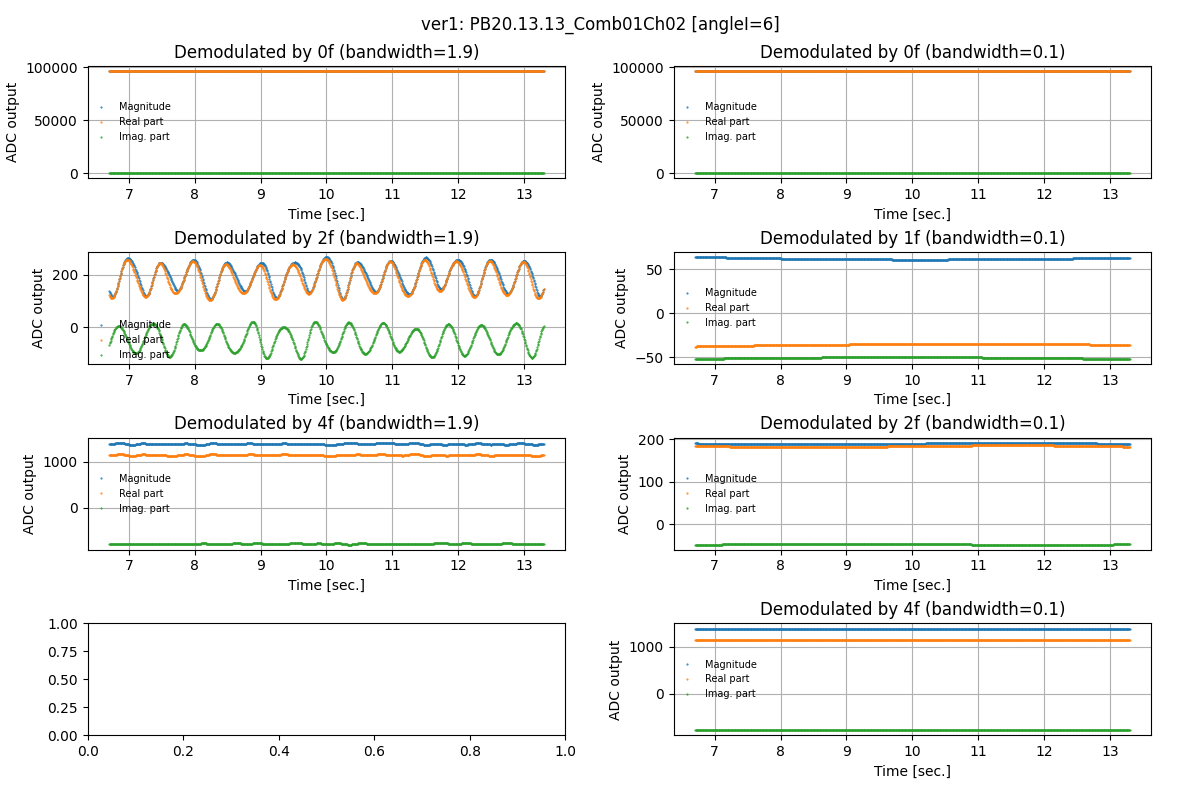 ver1: PB20.13.13_Comb01Ch02 [angleI=6]
Demodulated by 0f (bandwidth=1.9)
100000
50000
0
ADC output
Magnitude
Real part
Imag. part
7 8 9 10 11 12 13
Time [sec.]
Demodulated by 0f (bandwidth=0.1)
100000
50000
0
ADC output
Magnitude
Real part
Imag. part
7 8 9 10 11 12 13
Time [sec.]
Demodulated by 2f (bandwidth=1.9)
200
0
ADC output
Magnitude
Real part
Imag. part
7 8 9 10 11 12 13
Time [sec.]
Demodulated by 1f (bandwidth=0.1)
50
0
−50
ADC output
Magnitude
Real part
Imag. part
7 8 9 10 11 12 13
Time [sec.]
Demodulated by 4f (bandwidth=1.9)
1000
0
ADC output
Magnitude
Real part
Imag. part
7 8 9 10 11 12 13
Time [sec.]
Demodulated by 2f (bandwidth=0.1)
200
100
0
ADC output
Magnitude
Real part
Imag. part
7 8 9 10 11 12 13
Time [sec.]
1.00
0.75
0.50
0.25
0.00
0.0 0.2 0.4 0.6 0.8 1.0
Demodulated by 4f (bandwidth=0.1)
1000
0
ADC output
Magnitude
Real part
Imag. part
7 8 9 10 11 12 13
Time [sec.]